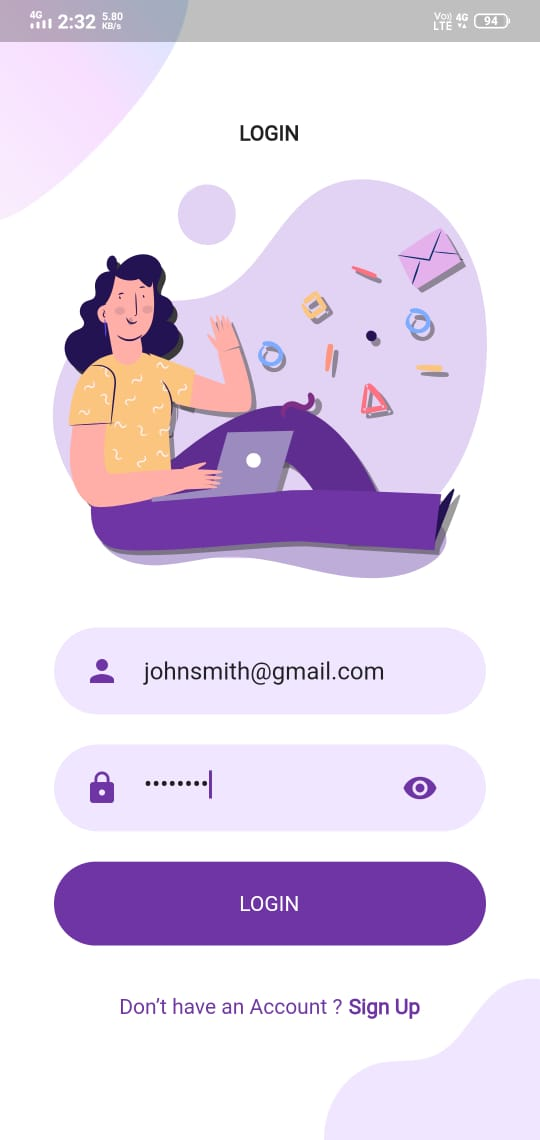 4G 2:32 5.80 KB/s
Vo)) LTE 4G 94
LOGIN
johnsmith@gmail.com
••••••••
LOGIN
Don't have an Account ? Sign Up